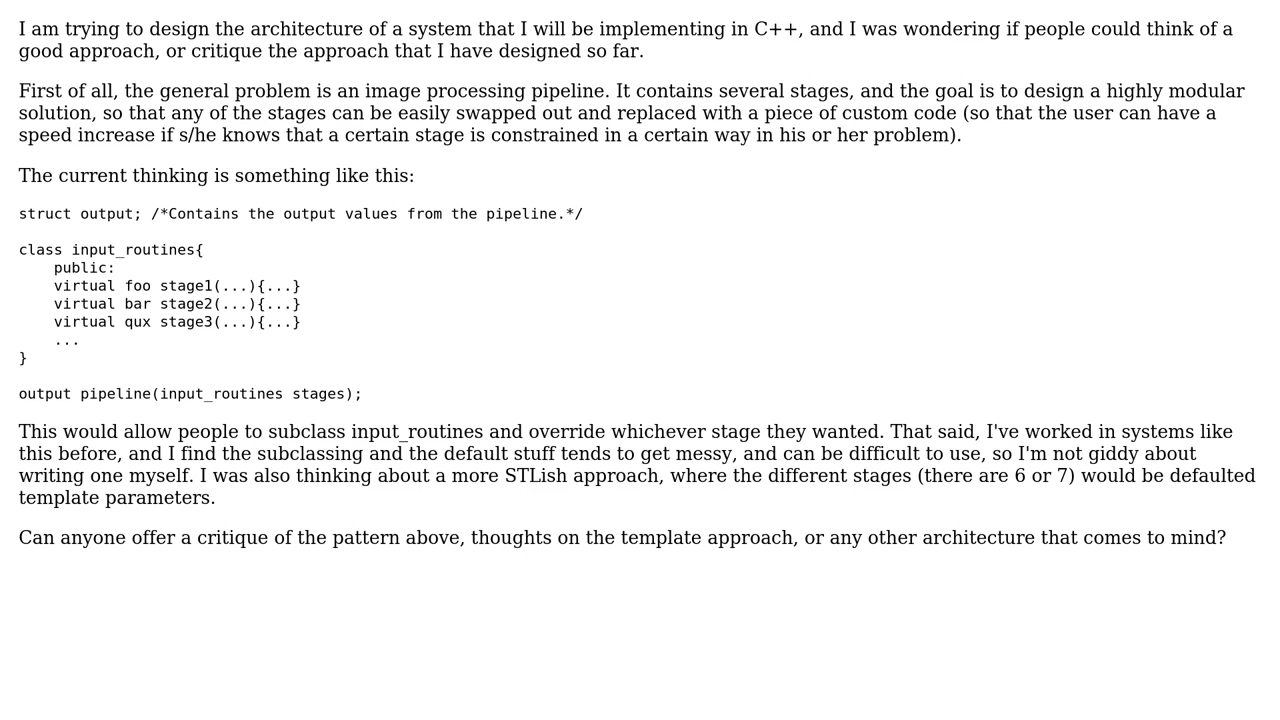 I am trying to design the architecture of a system that I will be implementing in C++, and I was wondering if people could think of a
good approach, or critique the approach that I have designed so far.
First of all, the general problem is an image processing pipeline. It contains several stages, and the goal is to design a highly modular
solution, so that any of the stages can be easily swapped out and replaced with a piece of custom code (so that the user can have a
speed increase if s/he knows that a certain stage is constrained in a certain way in his or her problem).
The current thinking is something like this:
struct output; /*Contains the output values from the pipeline.*/
class input_routines{
    public:
    virtual foo stage1(...){...}
    virtual bar stage2(...){...}
    virtual qux stage3(...){...}
    ...
}
output pipeline(input_routines stages);
This would allow people to subclass input_routines and override whichever stage they wanted. That said, I've worked in systems like
this before, and I find the subclassing and the default stuff tends to get messy, and can be difficult to use, so I'm not giddy about
writing one myself. I was also thinking about a more STLish approach, where the different stages (there are 6 or 7) would be defaulted
template parameters.
Can anyone offer a critique of the pattern above, thoughts on the template approach, or any other architecture that comes to mind?